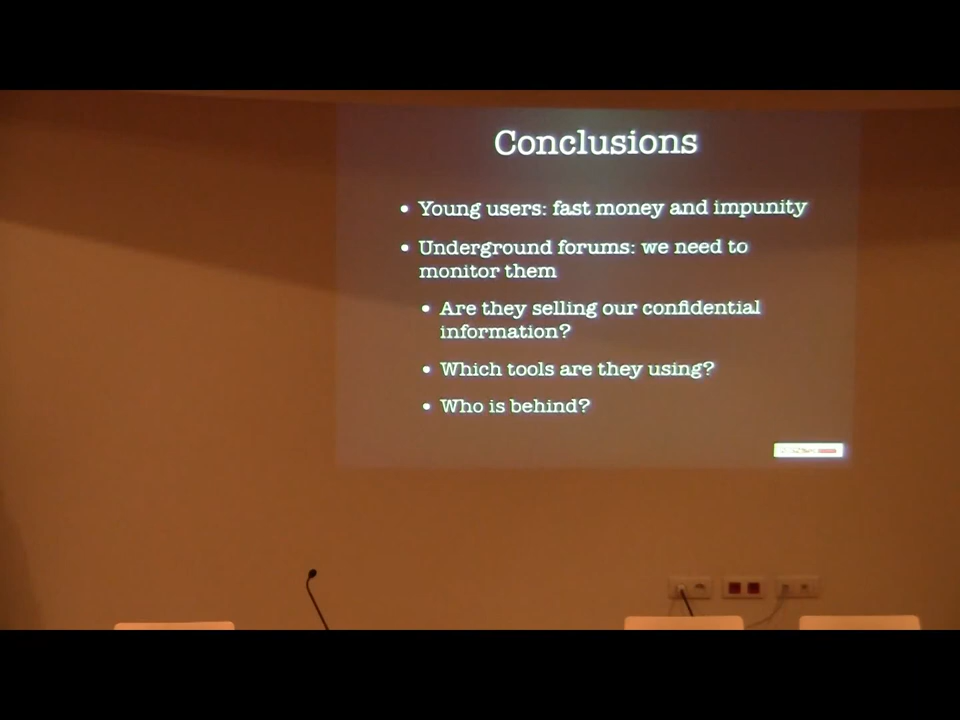 Conclusions
• Young users: fast money and impunity
• Underground forums: we need to
monitor them
• Are they selling our confidential
information?
• Which tools are they using?
• Who is behind?